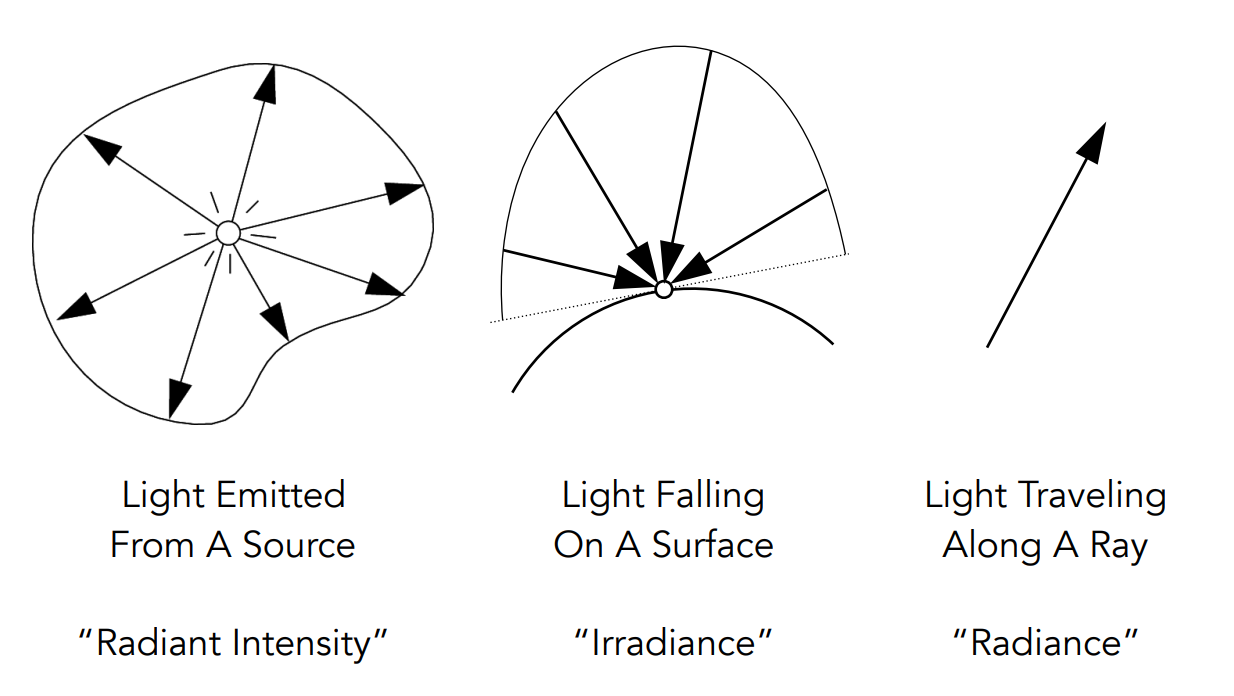 Light Emitted
From A Source
“Radiant Intensity”
Light Falling
On A Surface
“Irradiance”
Light Traveling
Along A Ray
“Radiance”